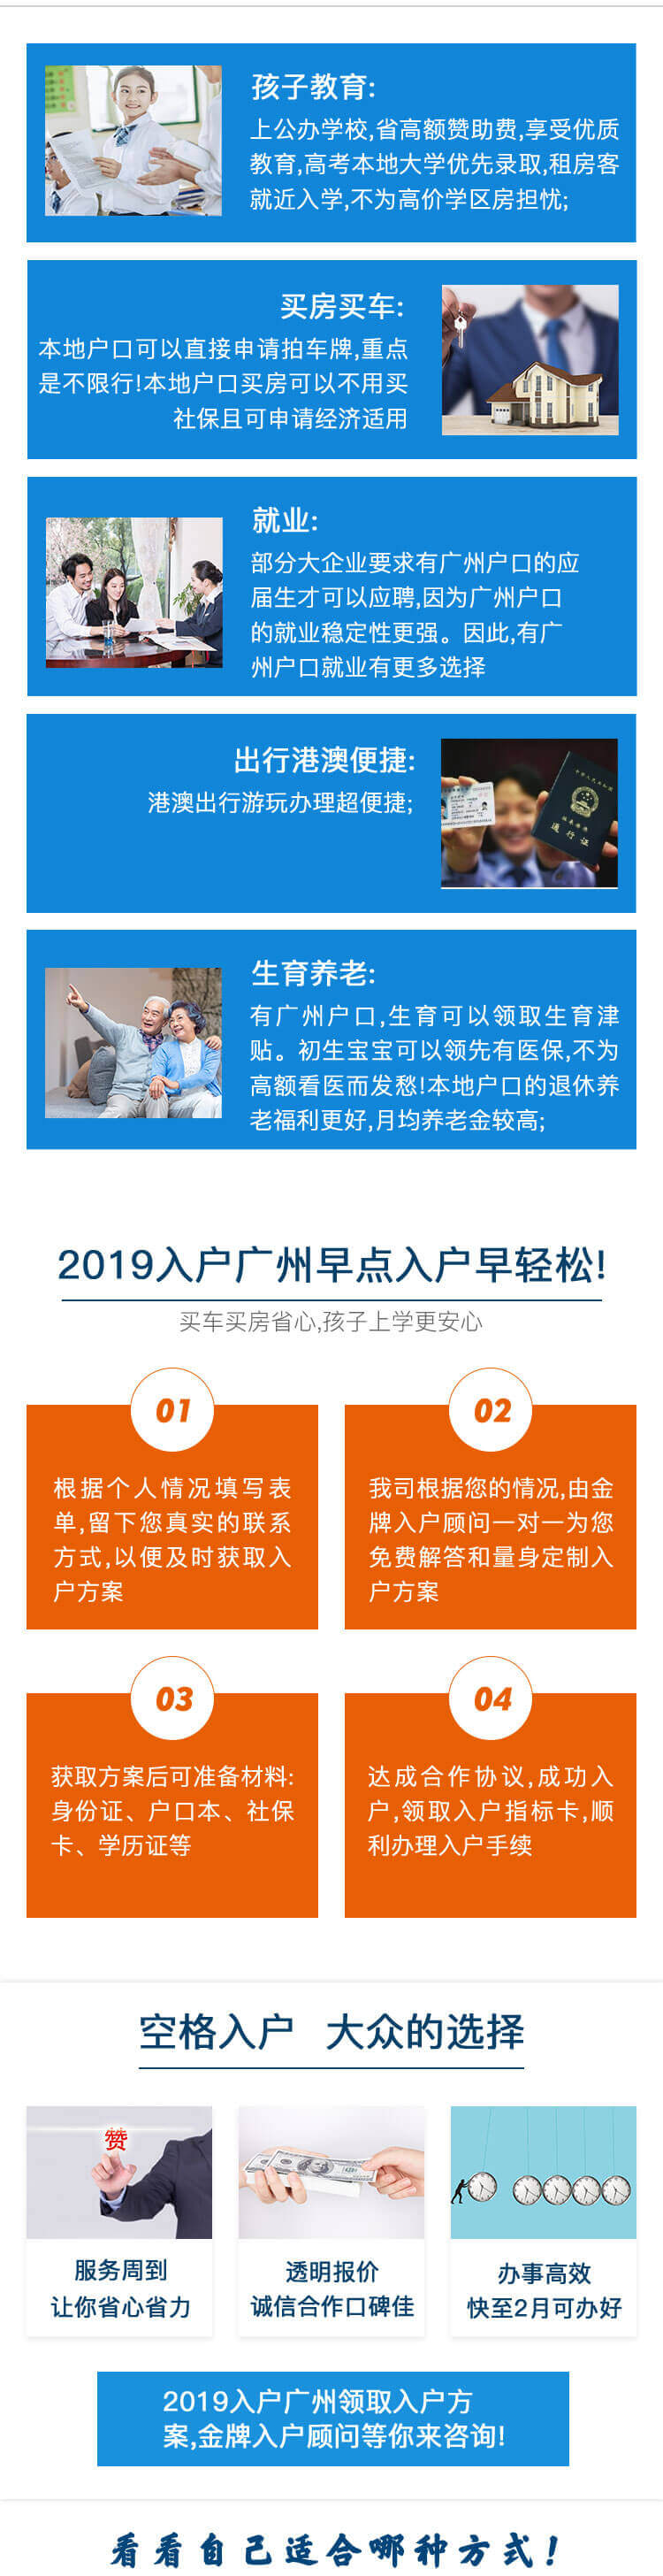 孩子教育:
上公办学校,省高额赞助费,享受优质
教育,高考本地大学优先录取,租房客
就近入学,不为高价学区房担忧;
买房买车:
本地户口可以直接申请拍车牌,重点
是不限行!本地户口买房可以不用买
社保且可申请经济适用
就业:
部分大企业要求有广州户口的应
届生才可以应聘,因为广州户口
的就业稳定性更强。因此,有广
州户口就业有更多选择
出行港澳便捷:
港澳出行游玩办理超便捷;
通行证
生育养老:
有广州户口,生育可以领取生育津
贴。初生宝宝可以领先有医保,不为
高额看医而发愁!本地户口的退休养
老福利更好,月均养老金较高;
2019入户广州早点入户早轻松!
买车买房省心,孩子上学更安心
01
根据个人情况填写表
单,留下您真实的联系
方式,以便及时获取入
户方案
02
我司根据您的情况,由金
牌入户顾问一对一为您
免费解答和量身定制入
户方案
03
获取方案后可准备材料:
身份证、户口本、社保
卡、学历证等
04
达成合作协议,成功入
户,领取入户指标卡,顺
利办理入户手续
空格入户 大众的选择
赞
服务周到
让你省心省力
透明报价
诚信合作口碑佳
办事高效
快至2月可办好
2019入户广州领取入户方
案,金牌入户顾问等你来咨询!
看看自己适合哪种方式!